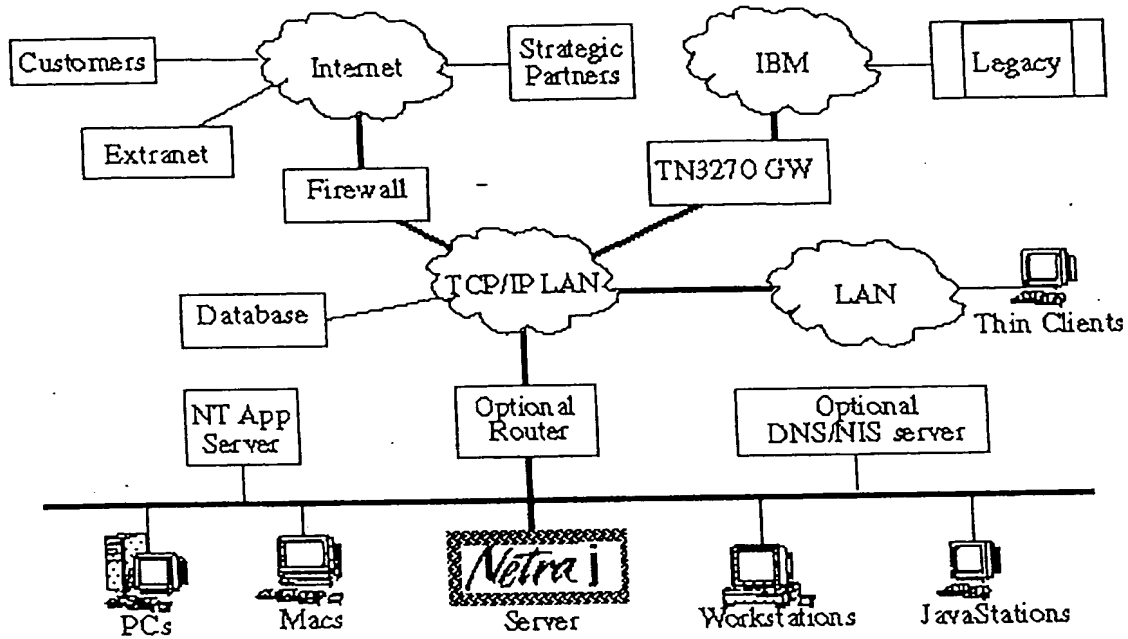 Customers
Internet
Strategic
Partners
IBM
Legacy
Extranet
Firewall
TN3270 GW
TCP/IP LAN
LAN
Thin Clients
Database
NT App
Server
Optional
Router
Optional
DNS/NIS server
Netra j
PCs
Macs
Server
Workstations
JavaStations